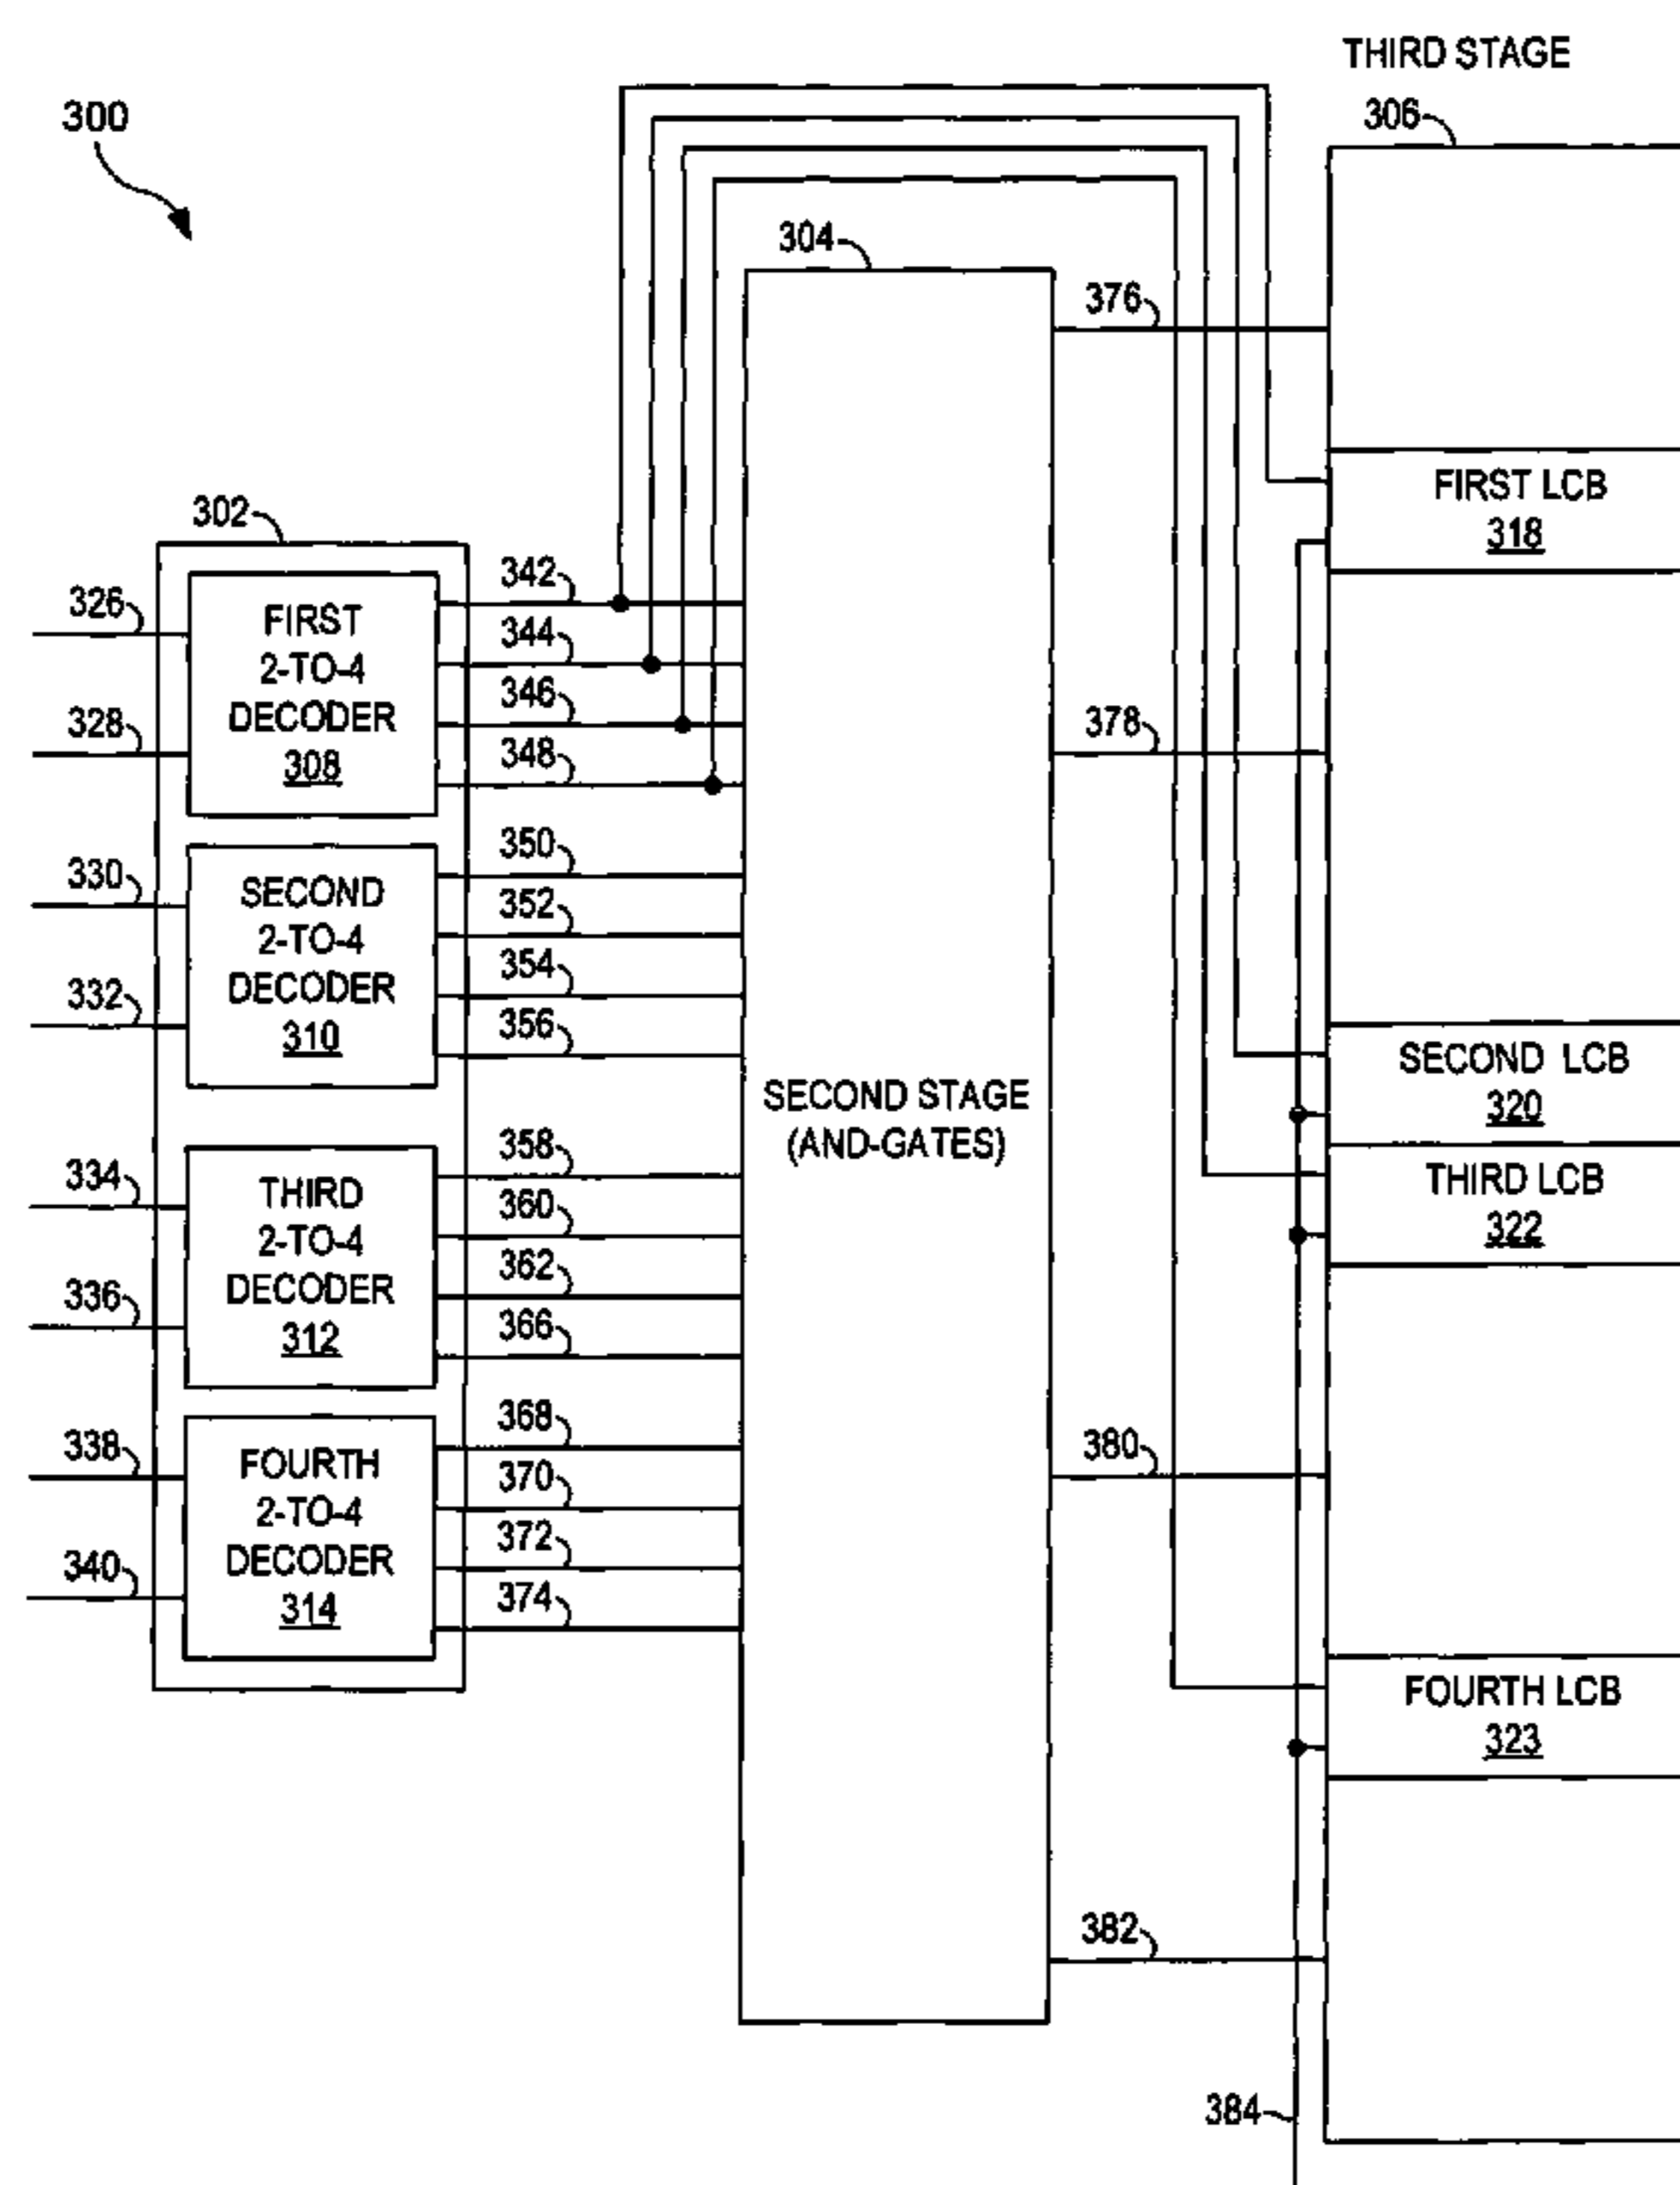 THIRD STAGE
300
306
304
376
FIRST LCB
318
302
342
326
FIRST
2-TO-4
DECODER
308
344
346
328
348
378
350
330
SECOND
2-TO-4
DECODER
310
352
354
332
356
SECOND LCB
320
SECOND STAGE
(AND-GATES)
358
334
THIRD
2-TO-4
DECODER
312
THIRD LCB
322
360
362
336
366
368
338
FOURTH
2-TO-4
DECODER
314
380
370
372
340
374
FOURTH LCB
323
382
384